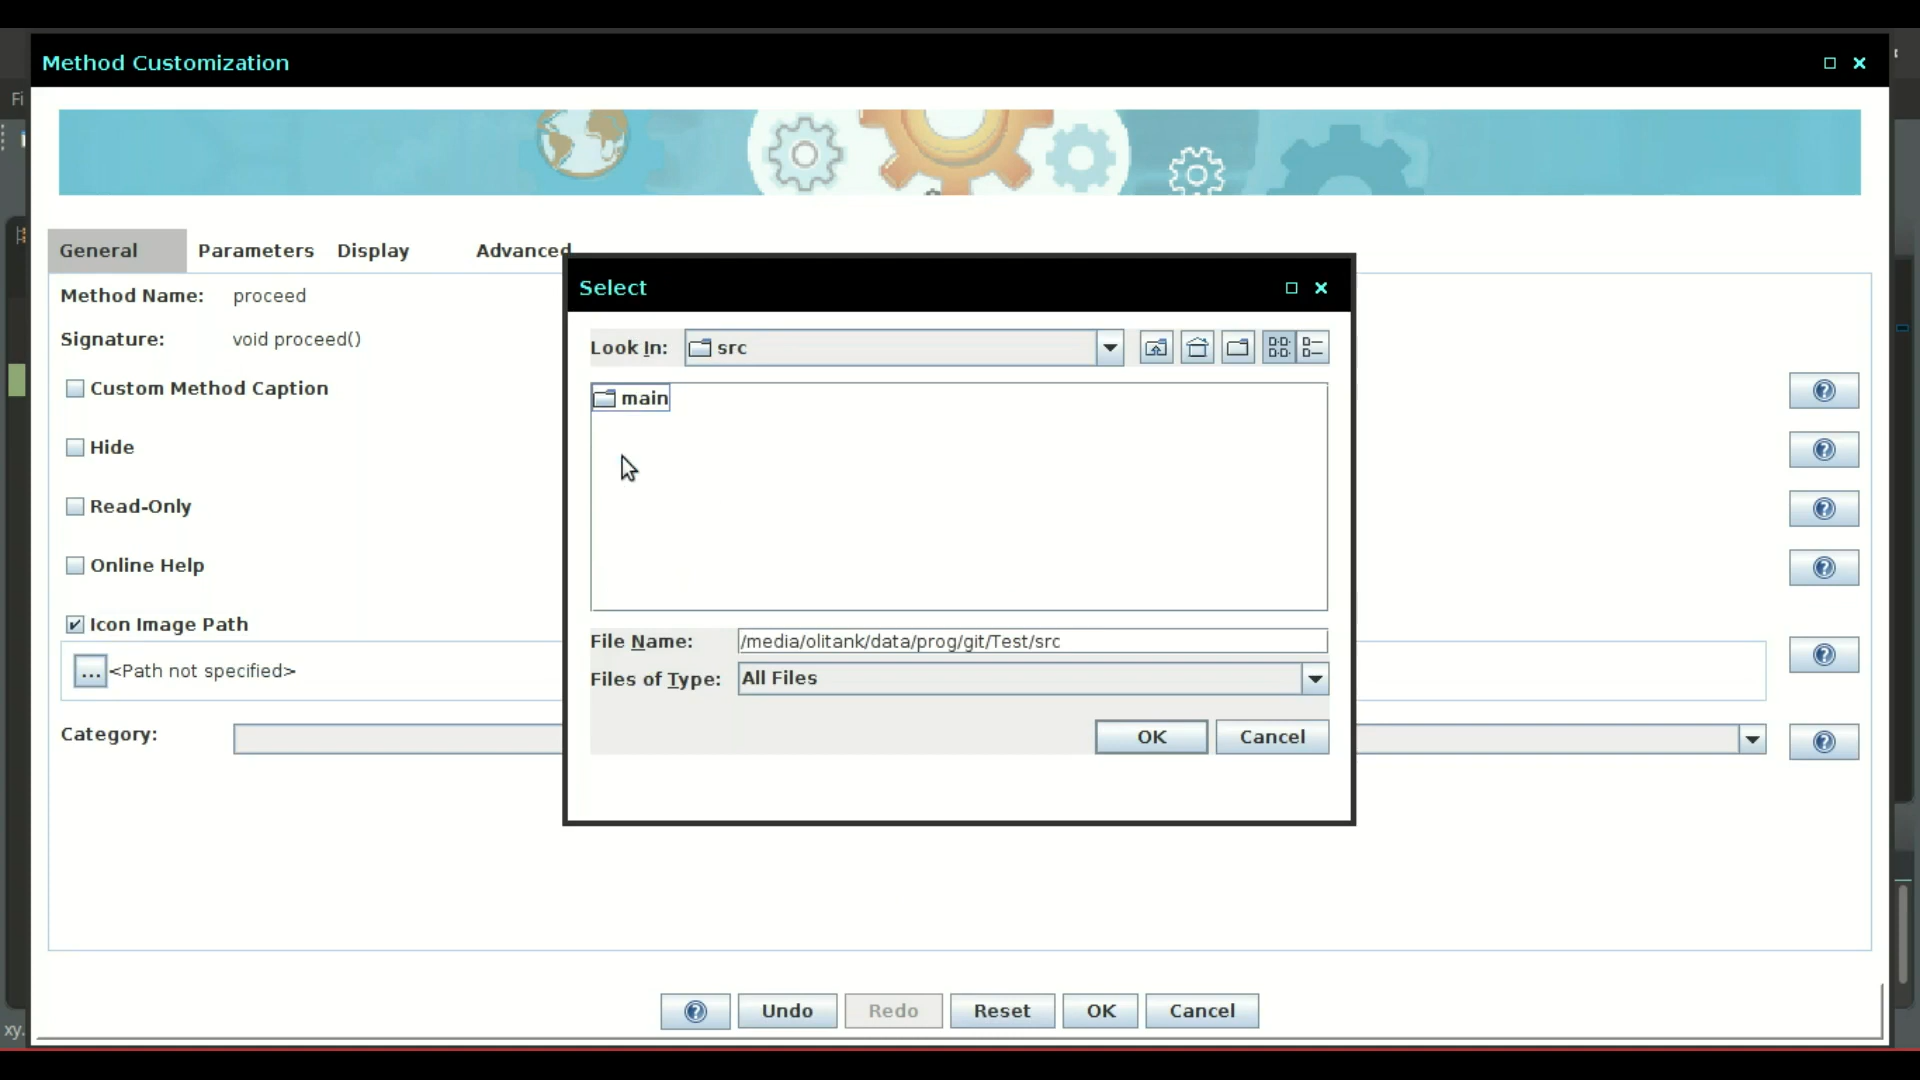 Method Customization
Fi
General Parameters Display Advanced
Method Name: proceed
Signature: void proceed()
Custom Method Caption
Hide
Read-Only
Online Help
Icon Image Path
... <Path not specified>
Category:
Select
Look In: src
main
File Name: /media/olitank/data/prog/git/Test/src
Files of Type: All Files
OK Cancel
Undo Redo Reset OK Cancel
xy.